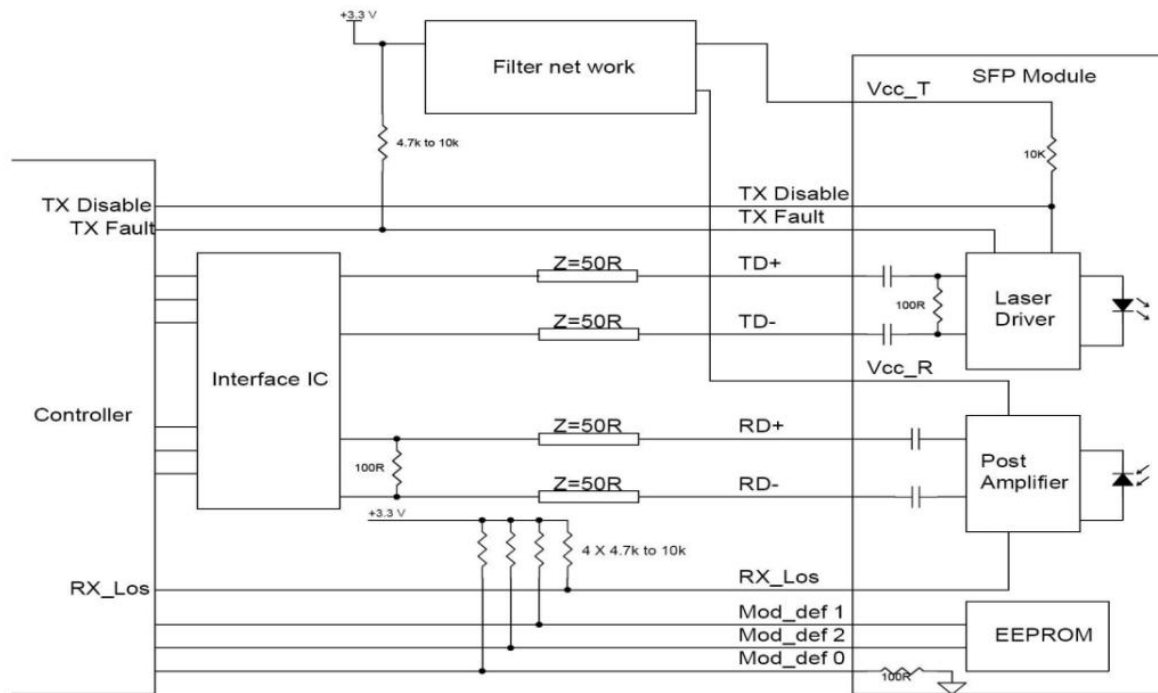 +3.3 V
Filter net work
SFP Module
Vcc_T
4.7k to 10k
10K
TX Disable
TX Disable
TX Fault
TX Fault
Z=50R
TD+
100R
Laser
Driver
Z=50R
TD-
Interface IC
Vcc_R
Controller
Z=50R
RD+
100R
Post
Amplifier
Z=50R
RD-
+3.3 V
4 X 4.7k to 10k
RX_Los
RX_Los
Mod_def 1
EEPROM
Mod_def 2
Mod_def 0
100R